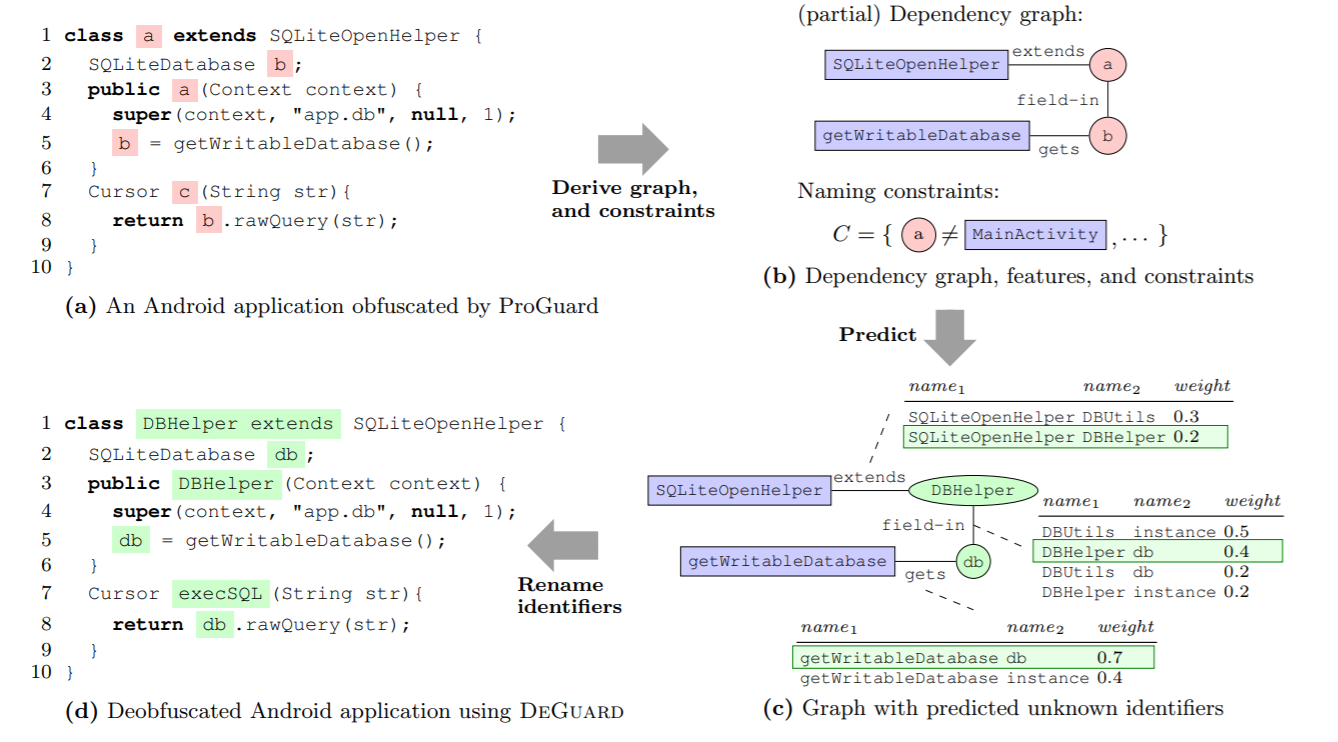 1 class a extends SQLiteOpenHelper {
2 SQLiteDatabase b;
3 public a (Context context) {
4 super(context, "app.db", null, 1);
5 b = getWritableDatabase();
6 }
7 Cursor c (String str){
8 return b .rawQuery(str);
9 }
10 }
(a) An Android application obfuscated by ProGuard
Derive graph,
and constraints
(partial) Dependency graph:
SQLiteOpenHelper extends a
field-in
getWritableDatabase gets b
Naming constraints:
C = { a ≠ MainActivity , ... }
(b) Dependency graph, features, and constraints
Predict
name1 name2 weight
SQLiteOpenHelper DBUtils 0.3
SQLiteOpenHelper DBHelper 0.2
SQLiteOpenHelper extends DBHelper
field-in
getWritableDatabase gets db
name1 name2 weight
DBUtils instance 0.5
DBHelper db 0.4
DBUtils db 0.2
DBHelper instance 0.2
name1 name2 weight
getWritableDatabase db 0.7
getWritableDatabase instance 0.4
(c) Graph with predicted unknown identifiers
Rename
identifiers
1 class DBHelper extends SQLiteOpenHelper {
2 SQLiteDatabase db ;
3 public DBHelper (Context context) {
4 super(context, "app.db", null, 1);
5 db = getWritableDatabase();
6 }
7 Cursor execSQL (String str){
8 return db .rawQuery(str);
9 }
10 }
(d) Deobfuscated Android application using DEGUARD